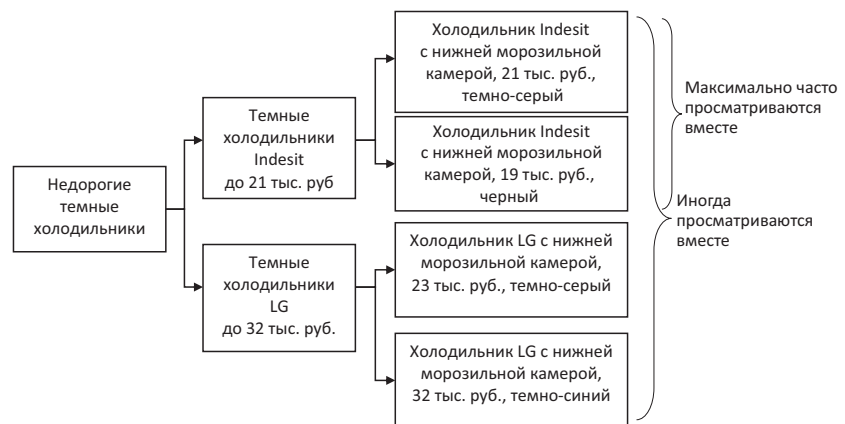 Недорогие
темные
холодильники
Темные
холодильники
Indesit
до 21 тыс. руб
Темные
холодильники
LG
до 32 тыс. руб.
Холодильник Indesit
с нижней морозильной
камерой, 21 тыс. руб.,
темно-серый
Холодильник Indesit
с нижней морозильной
камерой, 19 тыс. руб.,
черный
Холодильник LG с нижней
морозильной камерой,
23 тыс. руб., темно-серый
Холодильник LG с нижней
морозильной камерой,
32 тыс. руб., темно-синий
Максимально часто
просматриваются
вместе
Иногда
просматриваются
вместе